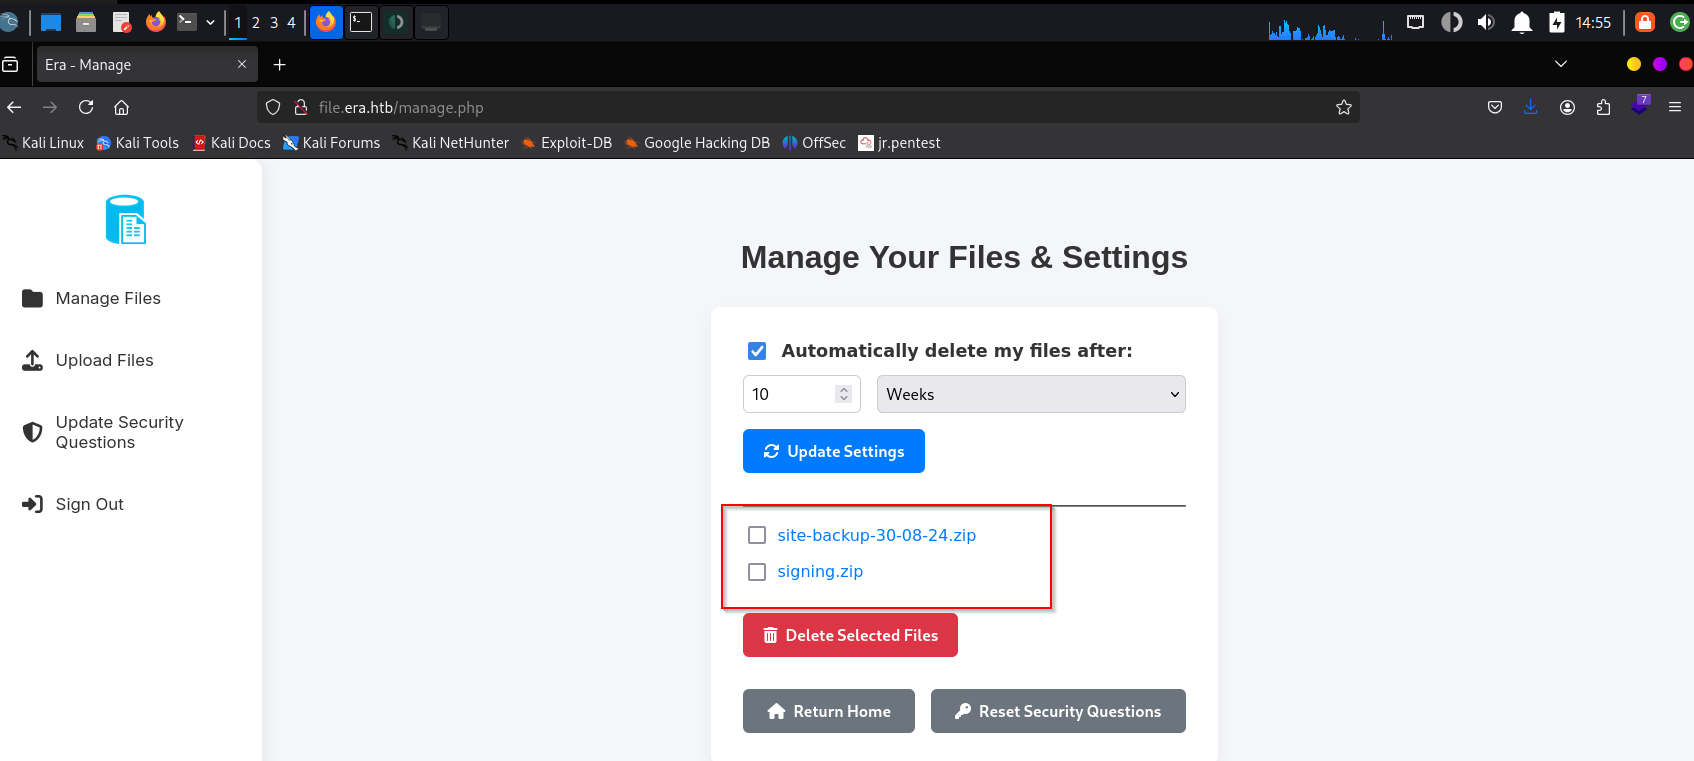 1 2 3 4
14:55
Era - Manage
file.era.htb/manage.php
7
Kali Linux Kali Tools Kali Docs Kali Forums Kali NetHunter Exploit-DB Google Hacking DB OffSec jr.pentest
Manage Files
Upload Files
Update Security
Questions
Sign Out
Manage Your Files & Settings
Automatically delete my files after:
10 Weeks
Update Settings
site-backup-30-08-24.zip
signing.zip
Delete Selected Files
Return Home Reset Security Questions